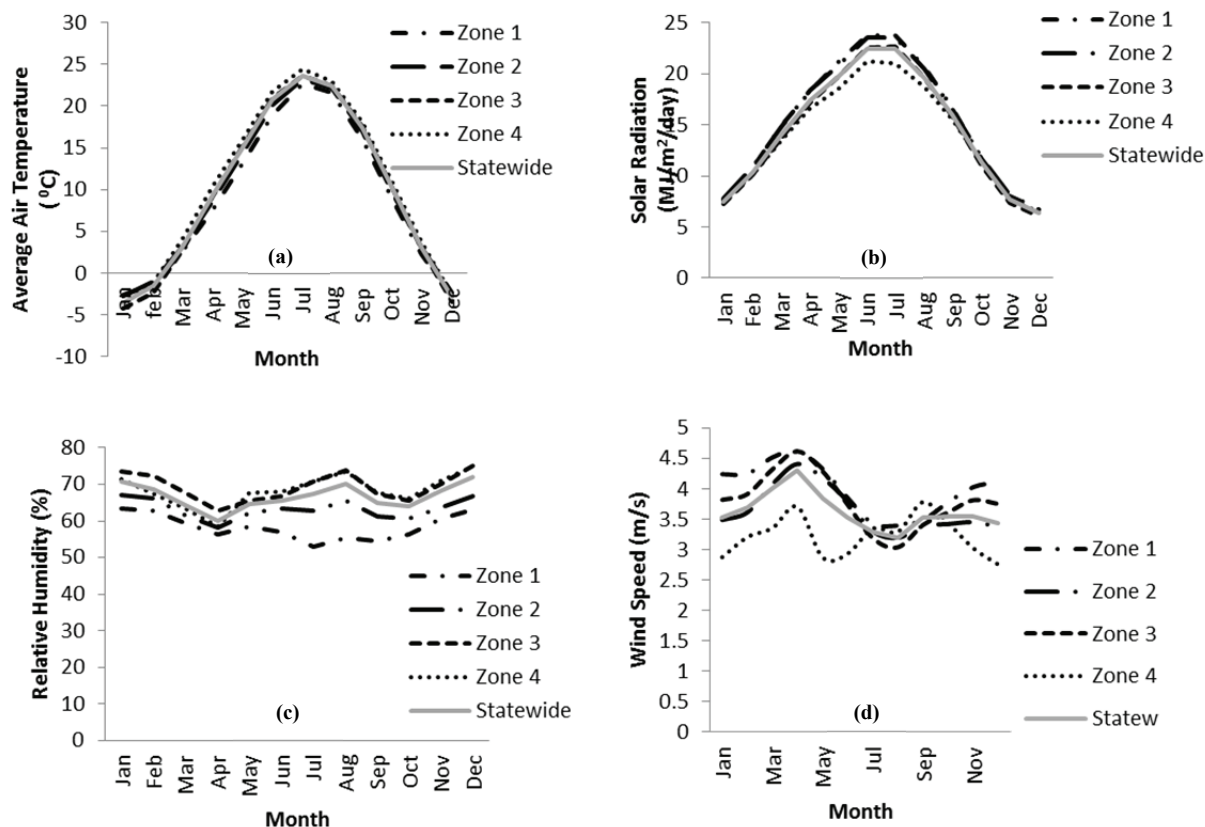 30
25
20
15
10
5
0
-5
-10
Average Air Temperature
( ⁰C)
Jan
feb
Mar
Apr
May
Jun
Jul
Aug
Sep
Oct
Nov
Dec
Month
(a)
Zone 1
Zone 2
Zone 3
Zone 4
Statewide
25
20
15
10
5
0
Solar Radiation
(MJ/m²/day)
Jan
Feb
Mar
Apr
May
Jun
Jul
Aug
Sep
Oct
Nov
Dec
Month
(b)
Zone 1
Zone 2
Zone 3
Zone 4
Statewide
80
70
60
50
40
30
20
10
0
Relative Humidity (%)
Jan
Feb
Mar
Apr
May
Jun
Jul
Aug
Sep
Oct
Nov
Dec
Month
(c)
Zone 1
Zone 2
Zone 3
Zone 4
Statewide
5
4.5
4
3.5
3
2.5
2
1.5
1
0.5
0
Wind Speed (m/s)
Jan
Mar
May
Jul
Sep
Nov
Month
(d)
Zone 1
Zone 2
Zone 3
Zone 4
Statew